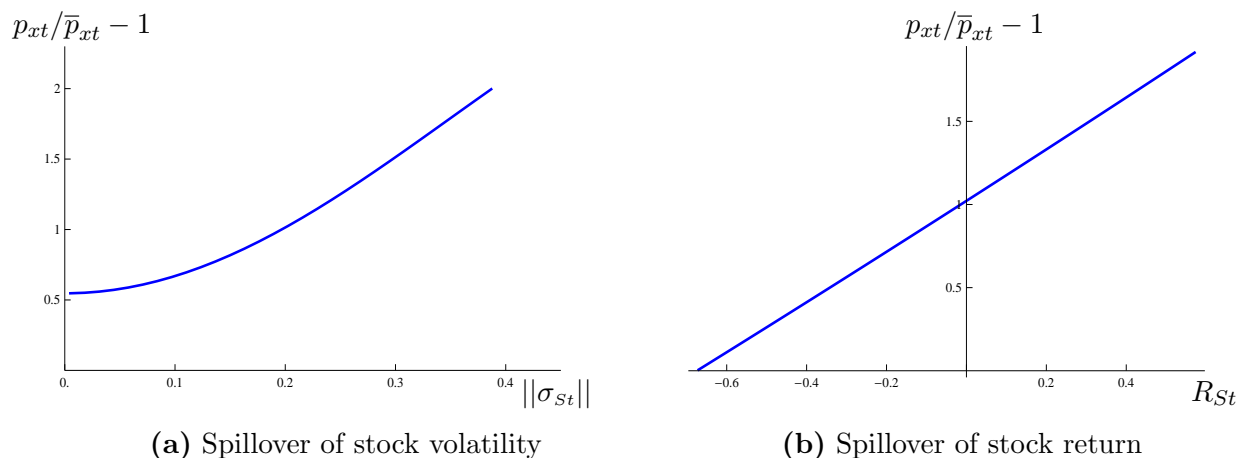 p_{xt}/\overline{p}_{xt} − 1
2
1.5
1
0.5
0.
0.1
0.2
0.3
0.4
||σ_{St}||
(a) Spillover of stock volatility
p_{xt}/\overline{p}_{xt} − 1
1.5
1
0.5
−0.6
−0.4
−0.2
0.2
0.4
R_{St}
(b) Spillover of stock return